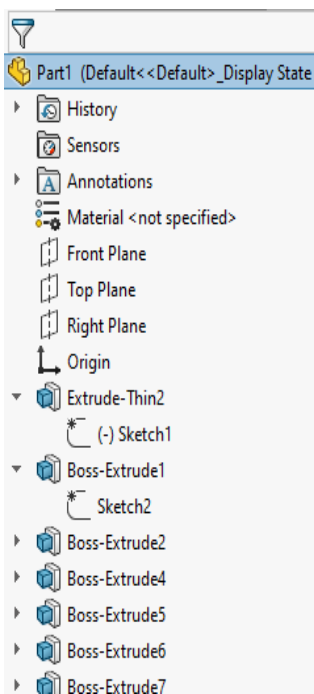 Part1 (Default<<Default>_Display State
History
Sensors
A Annotations
Material <not specified>
Front Plane
Top Plane
Right Plane
Origin
Extrude-Thin2
(-) Sketch1
Boss-Extrude1
Sketch2
Boss-Extrude2
Boss-Extrude4
Boss-Extrude5
Boss-Extrude6
Boss-Extrude7